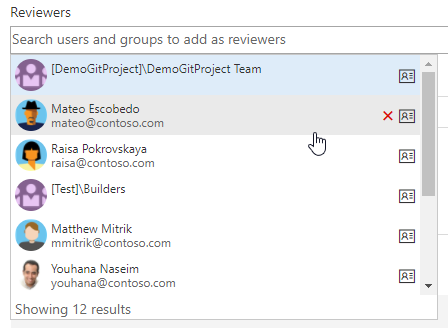 Reviewers
Search users and groups to add as reviewers
[DemoGitProject]\DemoGitProject Team
Mateo Escobedo
mateo@contoso.com
Raisa Pokrovskaya
raisa@contoso.com
[Test]\Builders
Matthew Mitrik
mmitrik@contoso.com
Youhana Naseim
youhana@contoso.com
Showing 12 results